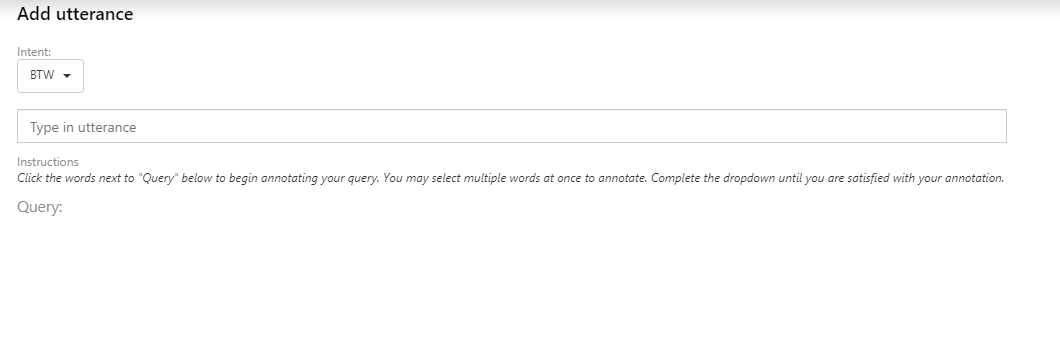 Add utterance
Intent:
BTW
Type in utterance
Instructions
Click the words next to "Query" below to begin annotating your query. You may select multiple words at once to annotate. Complete the dropdown until you are satisfied with your annotation.
Query: